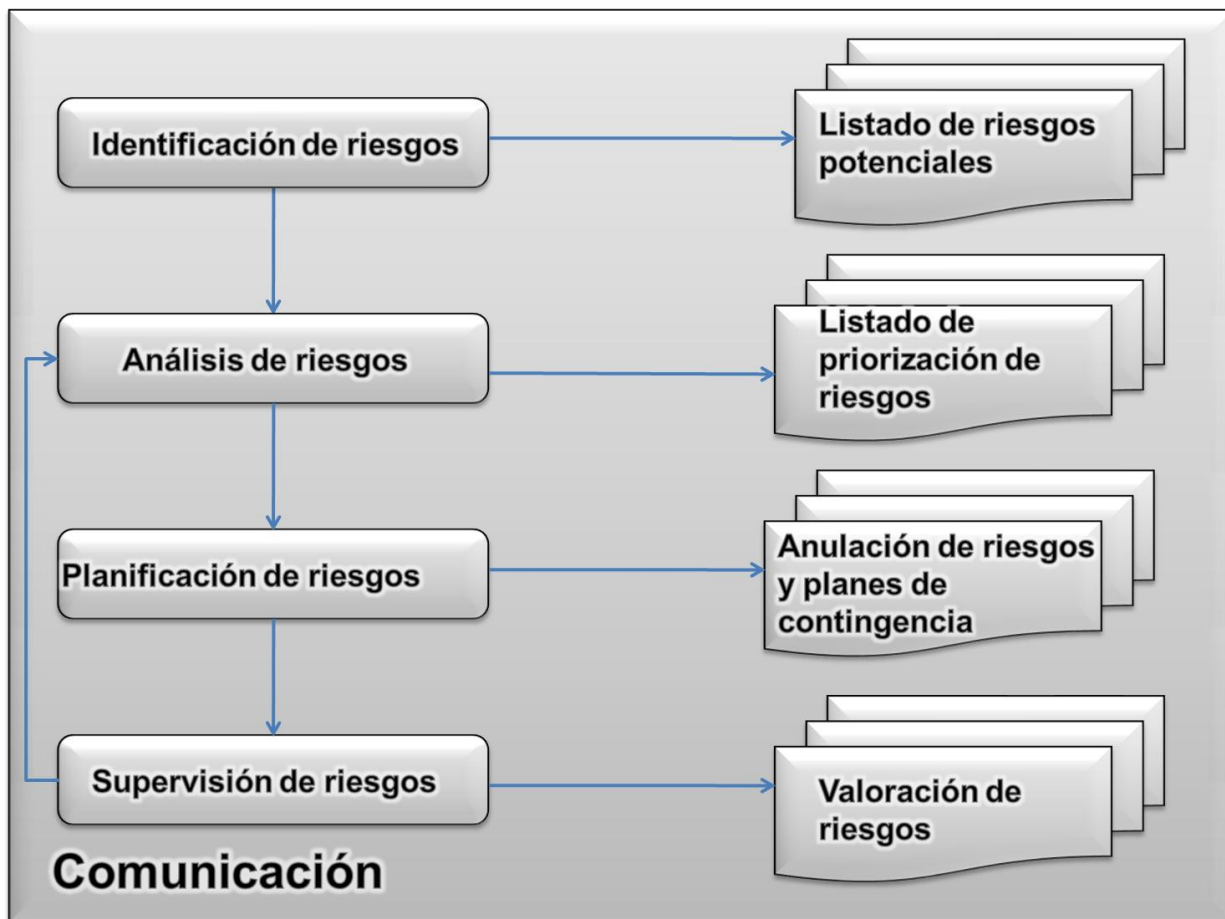 Identificación de riesgos
Listado de riesgos
potenciales
Análisis de riesgos
Listado de
priorización de
riesgos
Planificación de riesgos
Anulación de riesgos
y planes de
contingencia
Supervisión de riesgos
Valoración de
riesgos
Comunicación